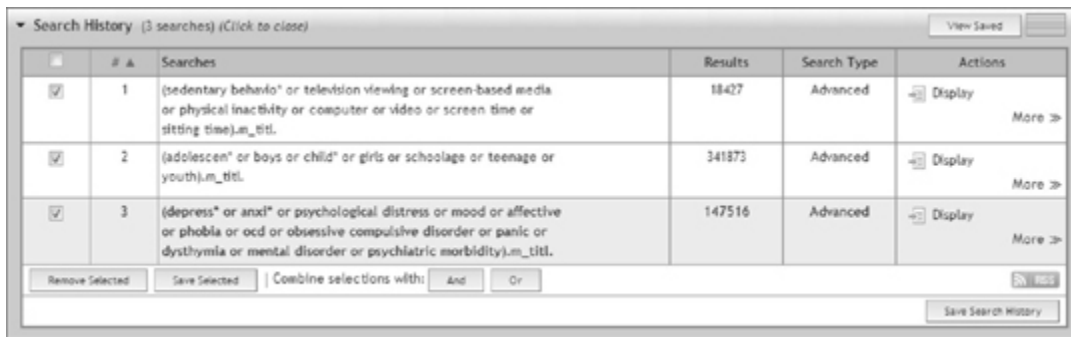 Search History (3 searches) (Click to close)
View Saved
# Searches Results Search Type Actions
1 (sedentary behavio* or television viewing or screen-based media 18427 Advanced Display
or physical inactivity or computer or video or screen time or
sitting time).m_titl.
More >>
2 (adolescen* or boys or child* or girls or schoolage or teenage or 341873 Advanced Display
youth).m_titl.
More >>
3 (depress* or anxi* or psychological distress or mood or affective 147516 Advanced Display
or phobia or ocd or obsessive compulsive disorder or panic or
dysthymia or mental disorder or psychiatric morbidity).m_titl.
More >>
Remove Selected Save Selected | Combine selections with: And Or RSS
Save Search History